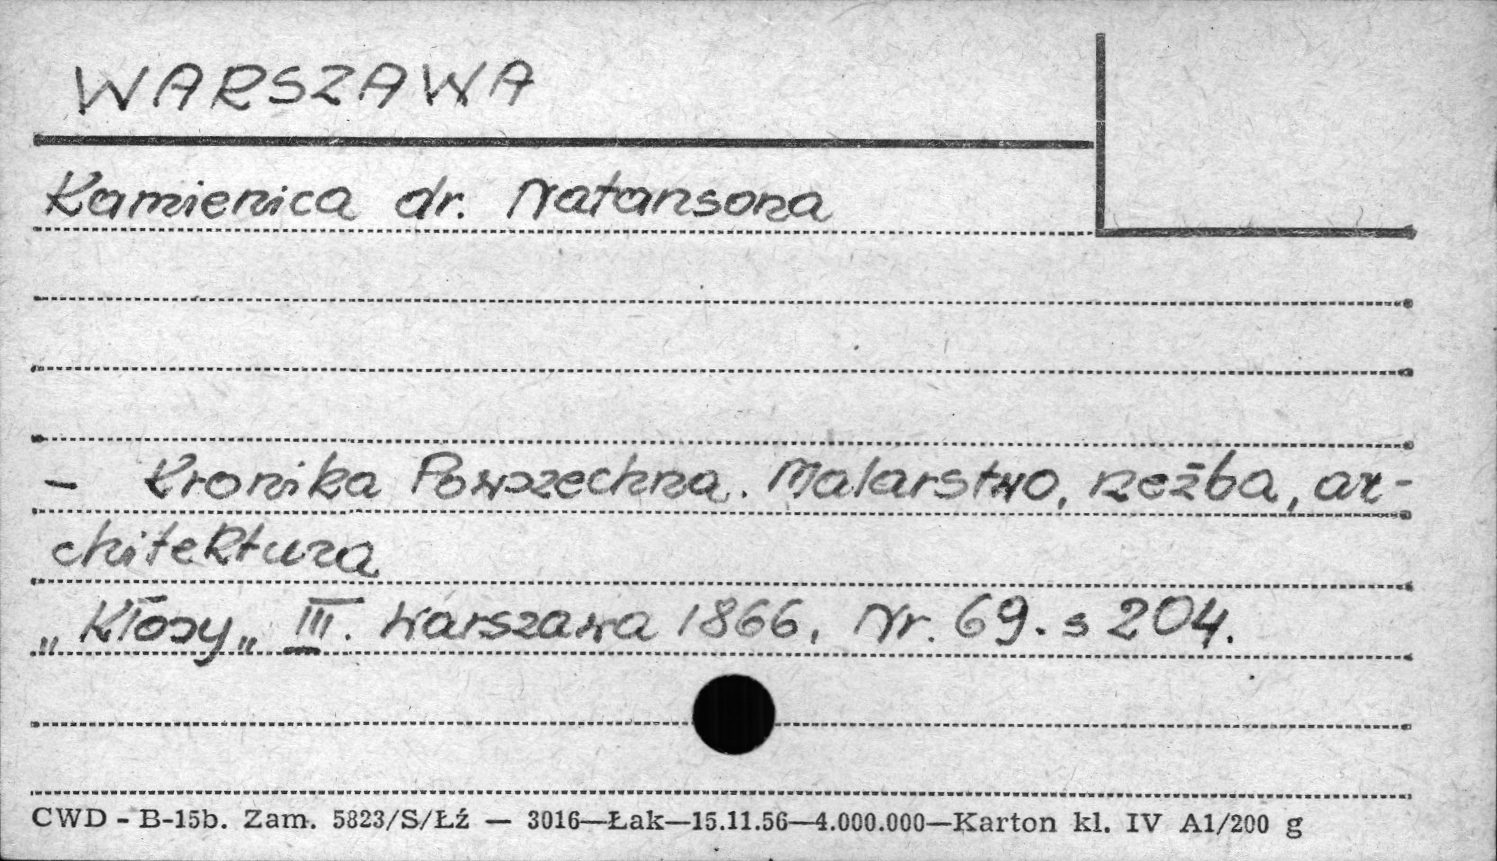 WARSZAWA
Kamienica dr. Natansona
- Kronika Powszechna. Malarstwo, rzeźba, ar-
chitektura
„Kłosy„ III. Warszawa 1866, Nr. 69. s 204.
CWD - B-15b. Zam. 5823/S/Łź — 3016—Łak—15.11.56—4.000.000—Karton kl. IV A1/200 g